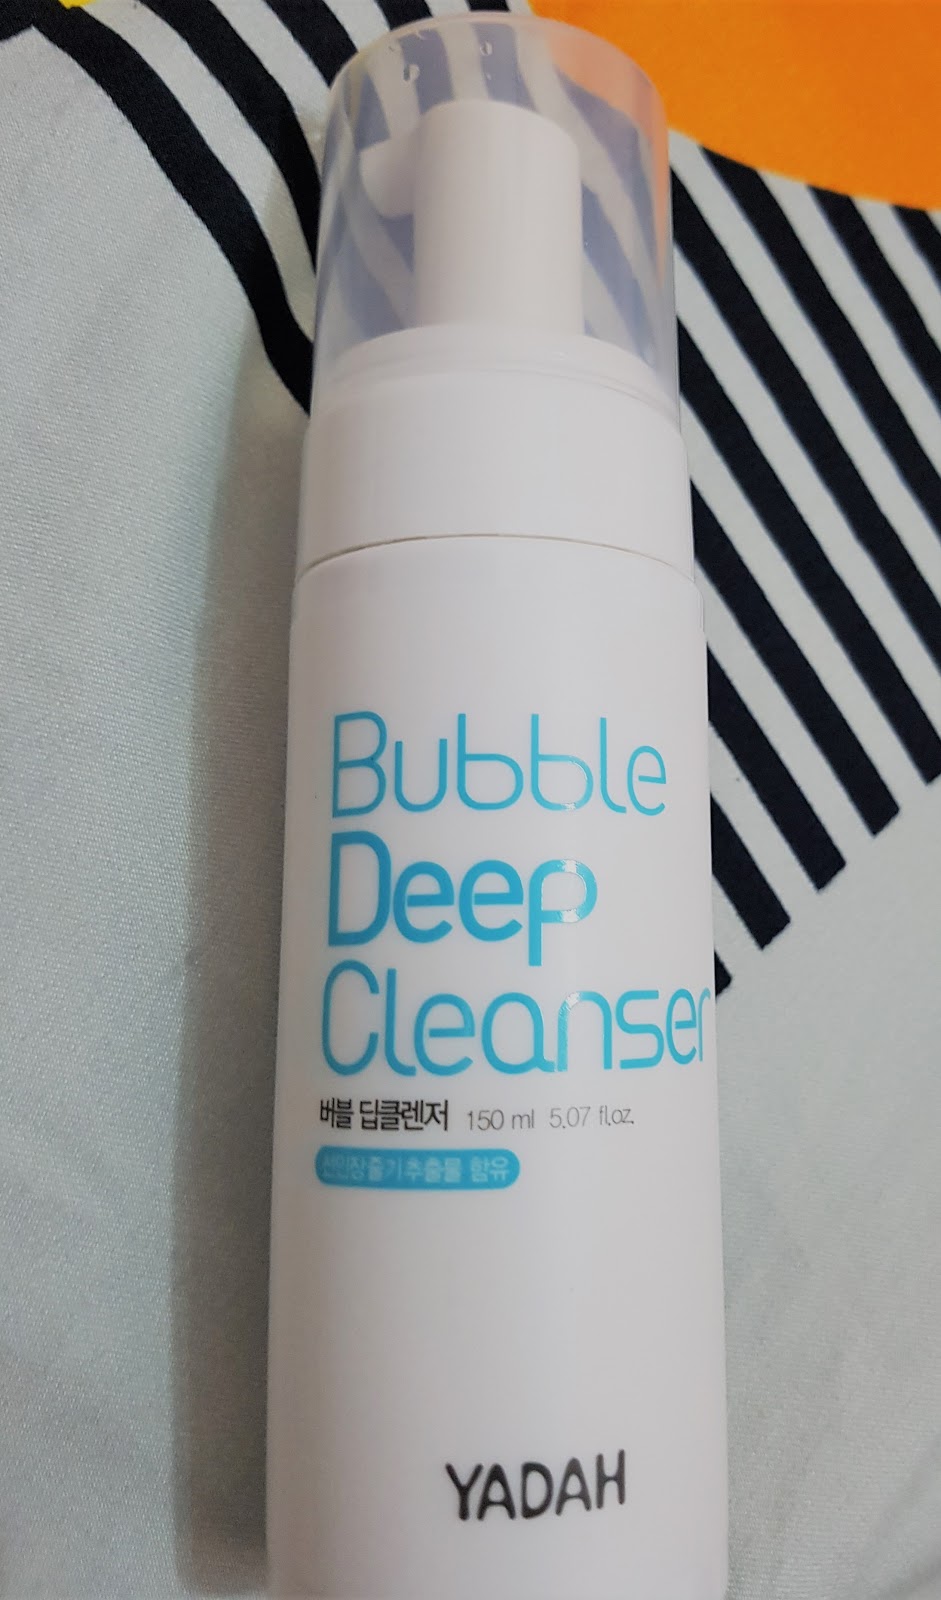 Bubble
Deep
Cleanser
버블 딥클렌저 150 ml 5.07 fl.oz.
선인장줄기추출물 함유
YADAH